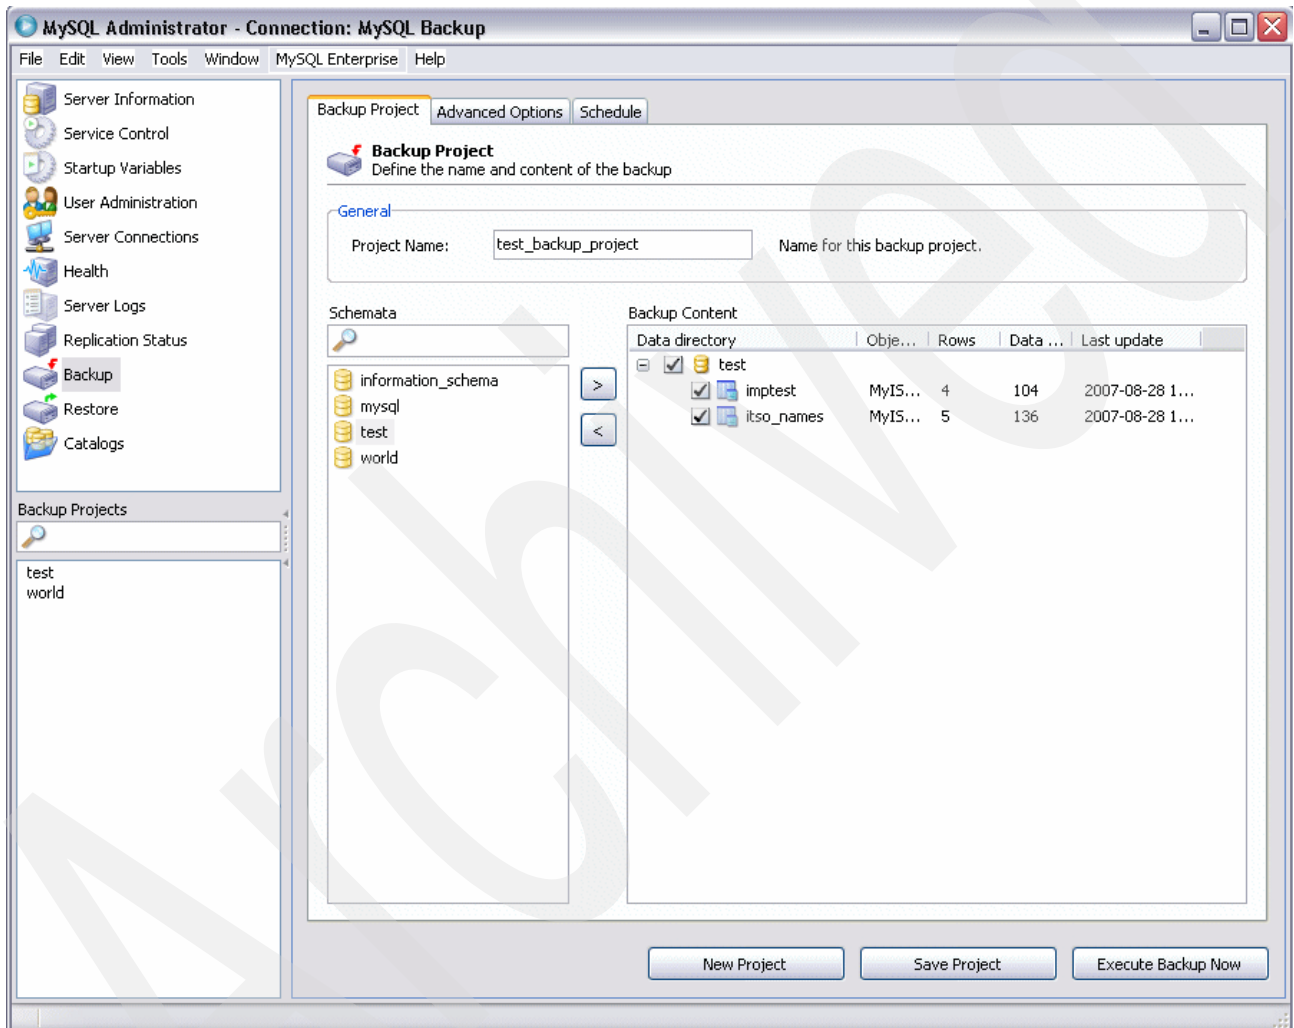 MySQL Administrator - Connection: MySQL Backup
File Edit View Tools Window MySQL Enterprise Help
Server Information
Service Control
Startup Variables
User Administration
Server Connections
Health
Server Logs
Replication Status
Backup
Restore
Catalogs
Backup Projects
test
world
Backup Project Advanced Options Schedule
Backup Project
Define the name and content of the backup
General
Project Name: test_backup_project Name for this backup project.
Schemata
information_schema
mysql
test
world
>
<
Backup Content
Data directory Obje... Rows Data ... Last update
test
imptest MyIS... 4 104 2007-08-28 1...
itso_names MyIS... 5 136 2007-08-28 1...
New Project Save Project Execute Backup Now
Archived